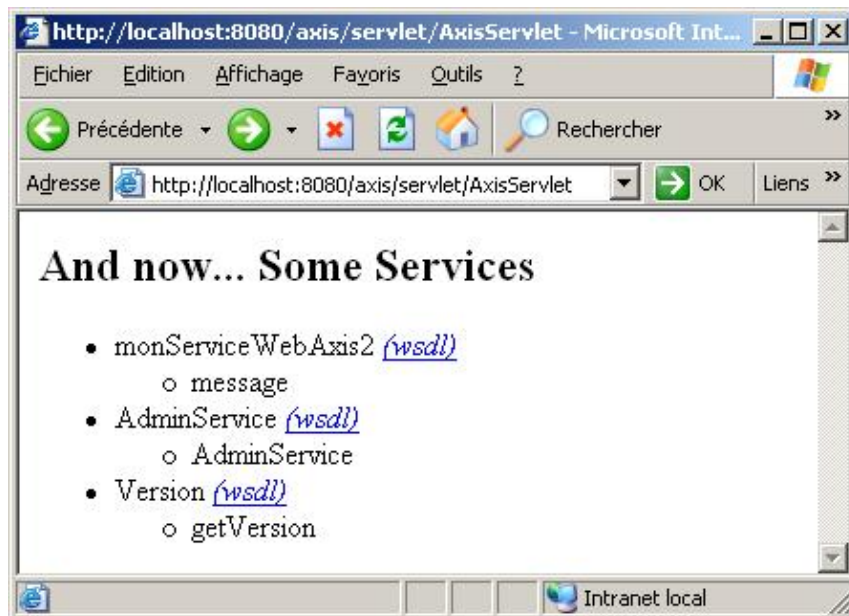 http://localhost:8080/axis/servlet/AxisServlet - Microsoft Int...
Fichier Edition Affichage Favoris Outils ?
Précédente Rechercher »
Adresse http://localhost:8080/axis/servlet/AxisServlet OK Liens »
And now... Some Services
• monServiceWebAxis2 (wsdl)
o message
• AdminService (wsdl)
o AdminService
• Version (wsdl)
o getVersion
Intranet local